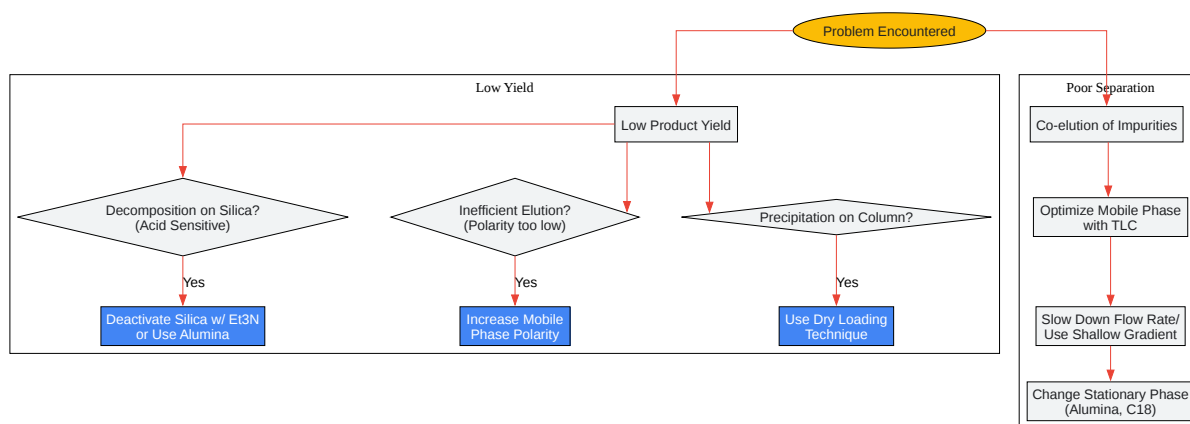 Problem Encountered
Low Yield
Poor Separation
Low Product Yield
Co-elution of Impurities
Decomposition on Silica?
(Acid Sensitive)
Inefficient Elution?
(Polarity too low)
Precipitation on Column?
Optimize Mobile Phase
with TLC
Yes
Yes
Yes
Deactivate Silica w/ Et3N
or Use Alumina
Increase Mobile
Phase Polarity
Use Dry Loading
Technique
Slow Down Flow Rate/
Use Shallow Gradient
Change Stationary Phase
(Alumina, C18)